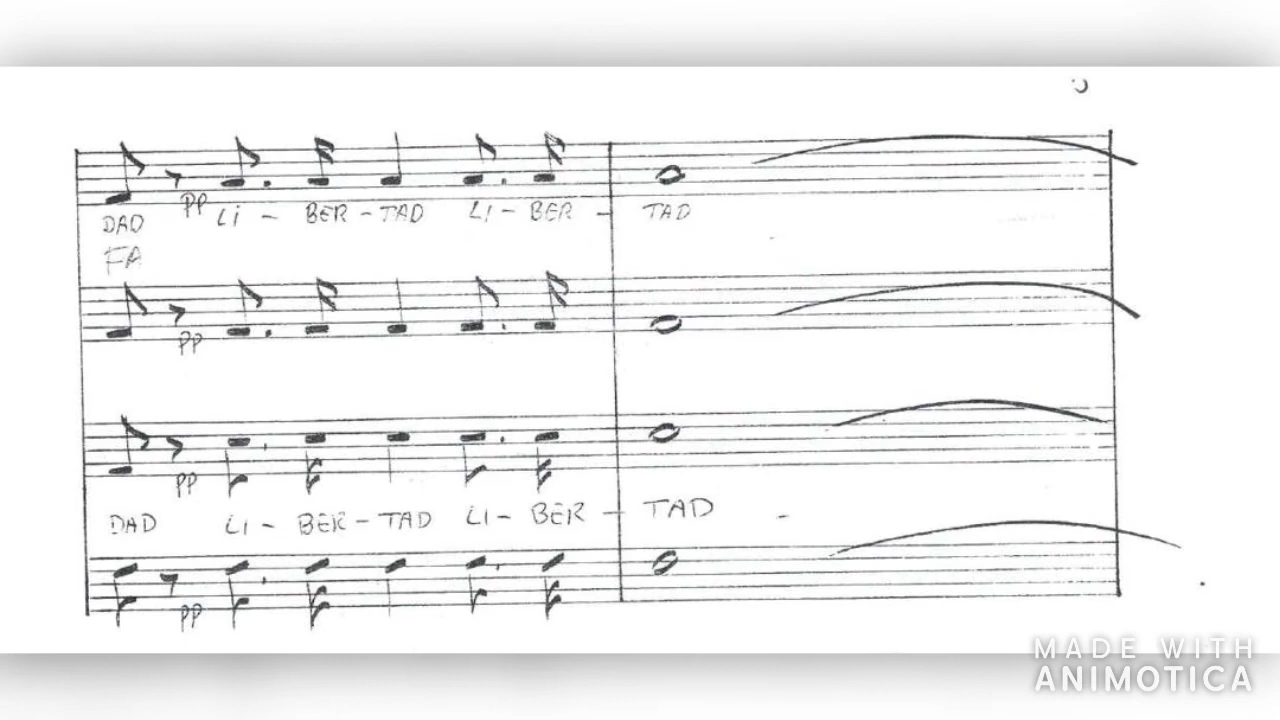 DAD pp LI - BER - TAD LI - BER - TAD
FA
pp
pp
DAD LI - BER - TAD LI - BER - TAD -
pp
MADE WITH
ANIMOTICA